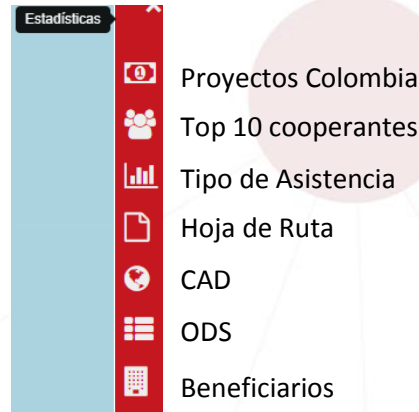 Estadísticas
Proyectos Colombia
Top 10 cooperantes
Tipo de Asistencia
Hoja de Ruta
CAD
ODS
Beneficiarios